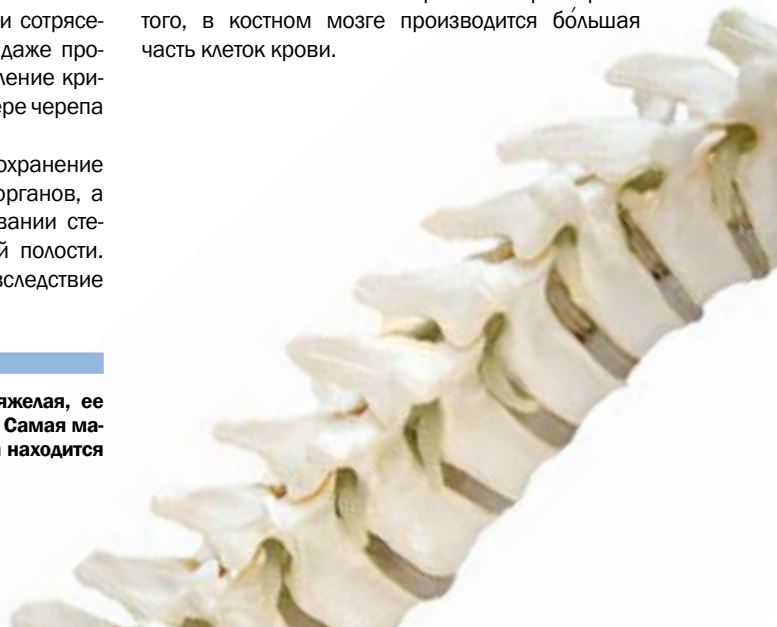 и сотрясе-
даже про-
ление кри-
ере черепа
охранение
органов, а
вании сте-
й полости.
вследствие
яжелая, ее
Самая ма-
находится
того, в костном мозге производится бо́льшая
часть клеток крови.